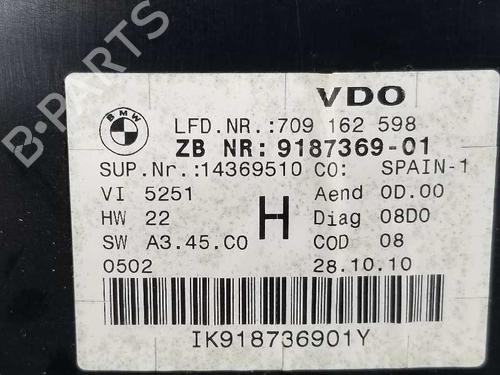 B-PARTS
VDO
BMW
LFD.NR.:709 162 598
ZB NR: 9187369-01
SUP.Nr.:14369510 CO: SPAIN-1
VI 5251 Aend 0D.00
HW 22 H Diag 08D0
SW A3.45.C0 COD 08
0502 28.10.10
IK918736901Y